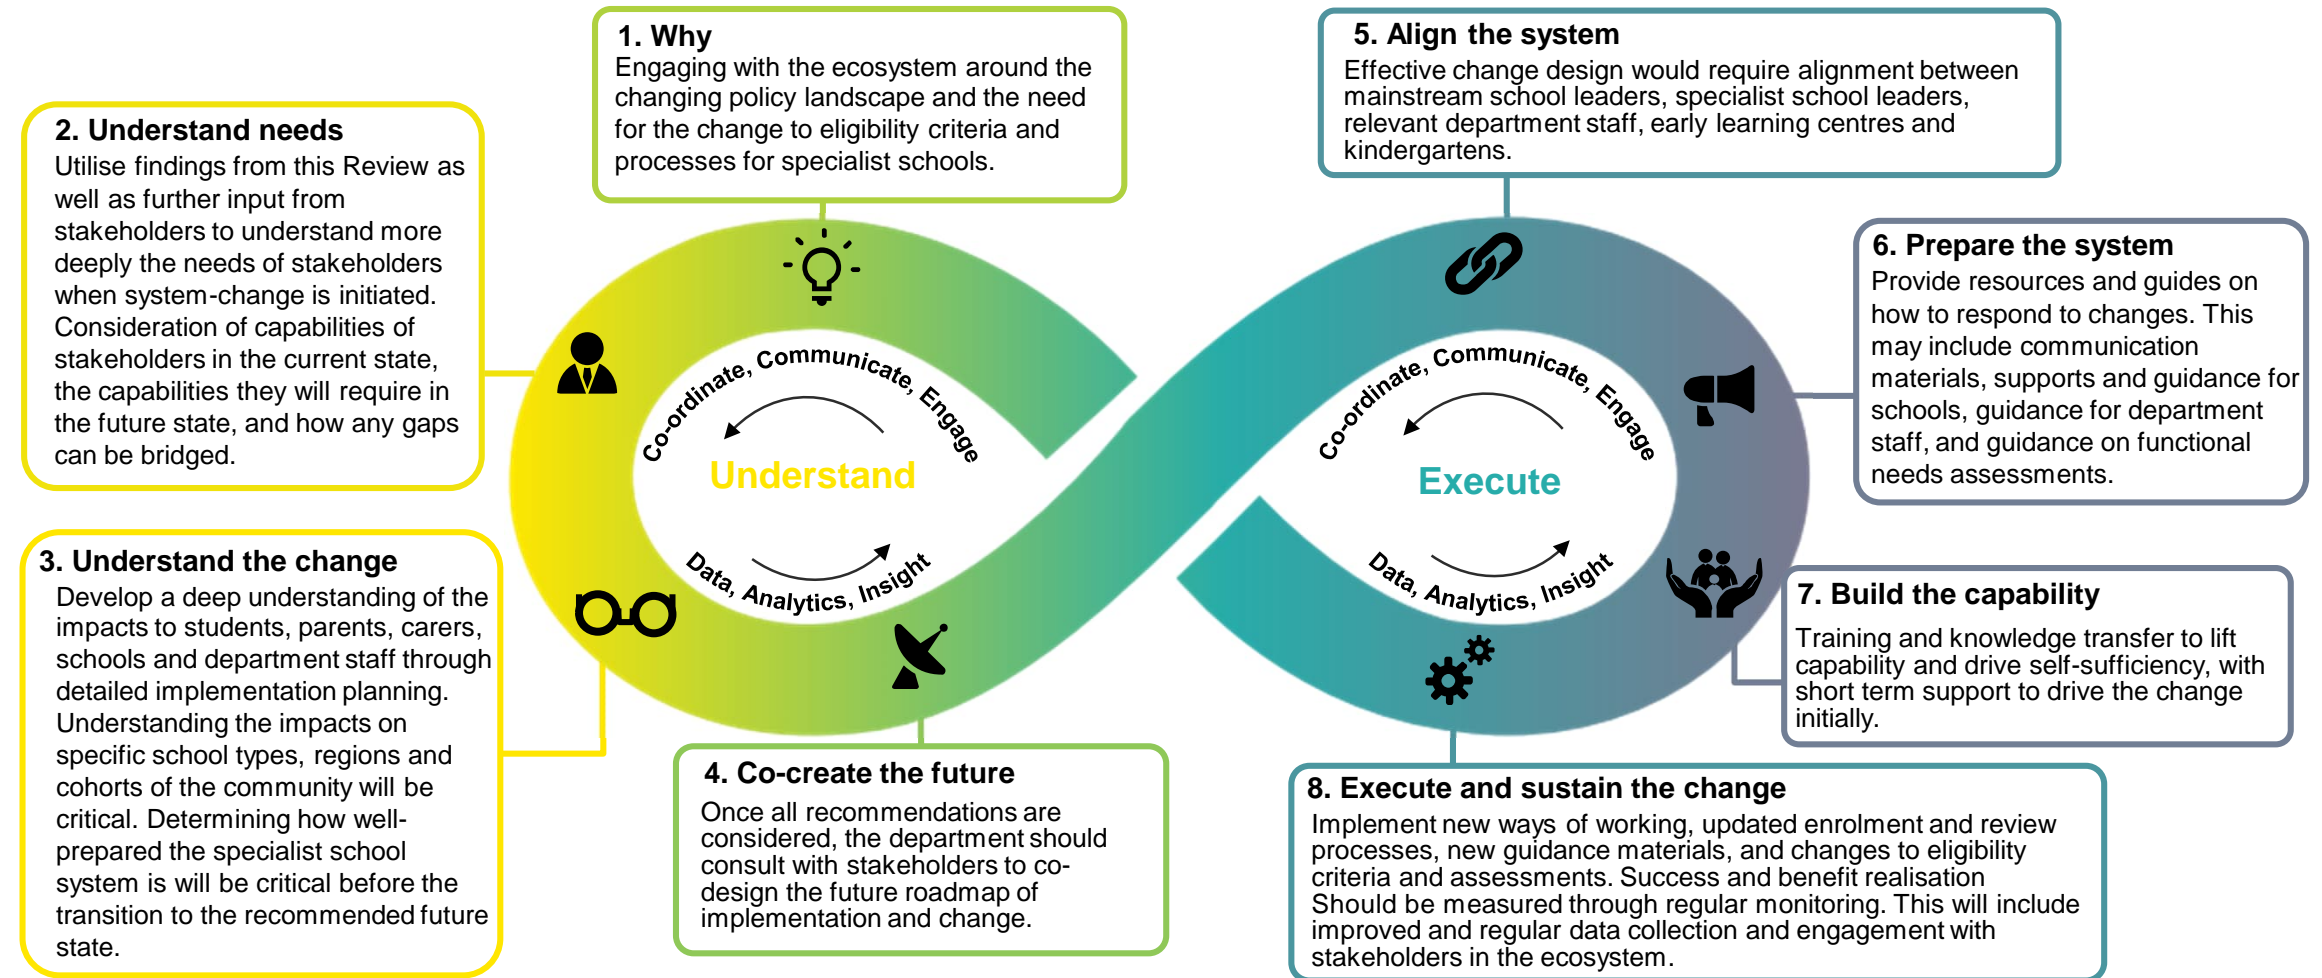 1. Why
Engaging with the ecosystem around the
changing policy landscape and the need
for the change to eligibility criteria and
processes for specialist schools.
2. Understand needs
Utilise findings from this Review as
well as further input from
stakeholders to understand more
deeply the needs of stakeholders
when system-change is initiated.
Consideration of capabilities of
stakeholders in the current state,
the capabilities they will require in
the future state, and how any gaps
can be bridged.
3. Understand the change
Develop a deep understanding of the
impacts to students, parents, carers,
schools and department staff through
detailed implementation planning.
Understanding the impacts on
specific school types, regions and
cohorts of the community will be
critical. Determining how well-
prepared the specialist school
system is will be critical before the
transition to the recommended future
state.
4. Co-create the future
Once all recommendations are
considered, the department should
consult with stakeholders to co-
design the future roadmap of
implementation and change.
Co-ordinate, Communicate, Engage
Understand
Data, Analytics, Insight
5. Align the system
Effective change design would require alignment between
mainstream school leaders, specialist school leaders,
relevant department staff, early learning centres and
kindergartens.
6. Prepare the system
Provide resources and guides on
how to respond to changes. This
may include communication
materials, supports and guidance for
schools, guidance for department
staff, and guidance on functional
needs assessments.
7. Build the capability
Training and knowledge transfer to lift
capability and drive self-sufficiency, with
short term support to drive the change
initially.
8. Execute and sustain the change
Implement new ways of working, updated enrolment and review
processes, new guidance materials, and changes to eligibility
criteria and assessments. Success and benefit realisation
Should be measured through regular monitoring. This will include
improved and regular data collection and engagement with
stakeholders in the ecosystem.
Co-ordinate, Communicate, Engage
Execute
Data, Analytics, Insight